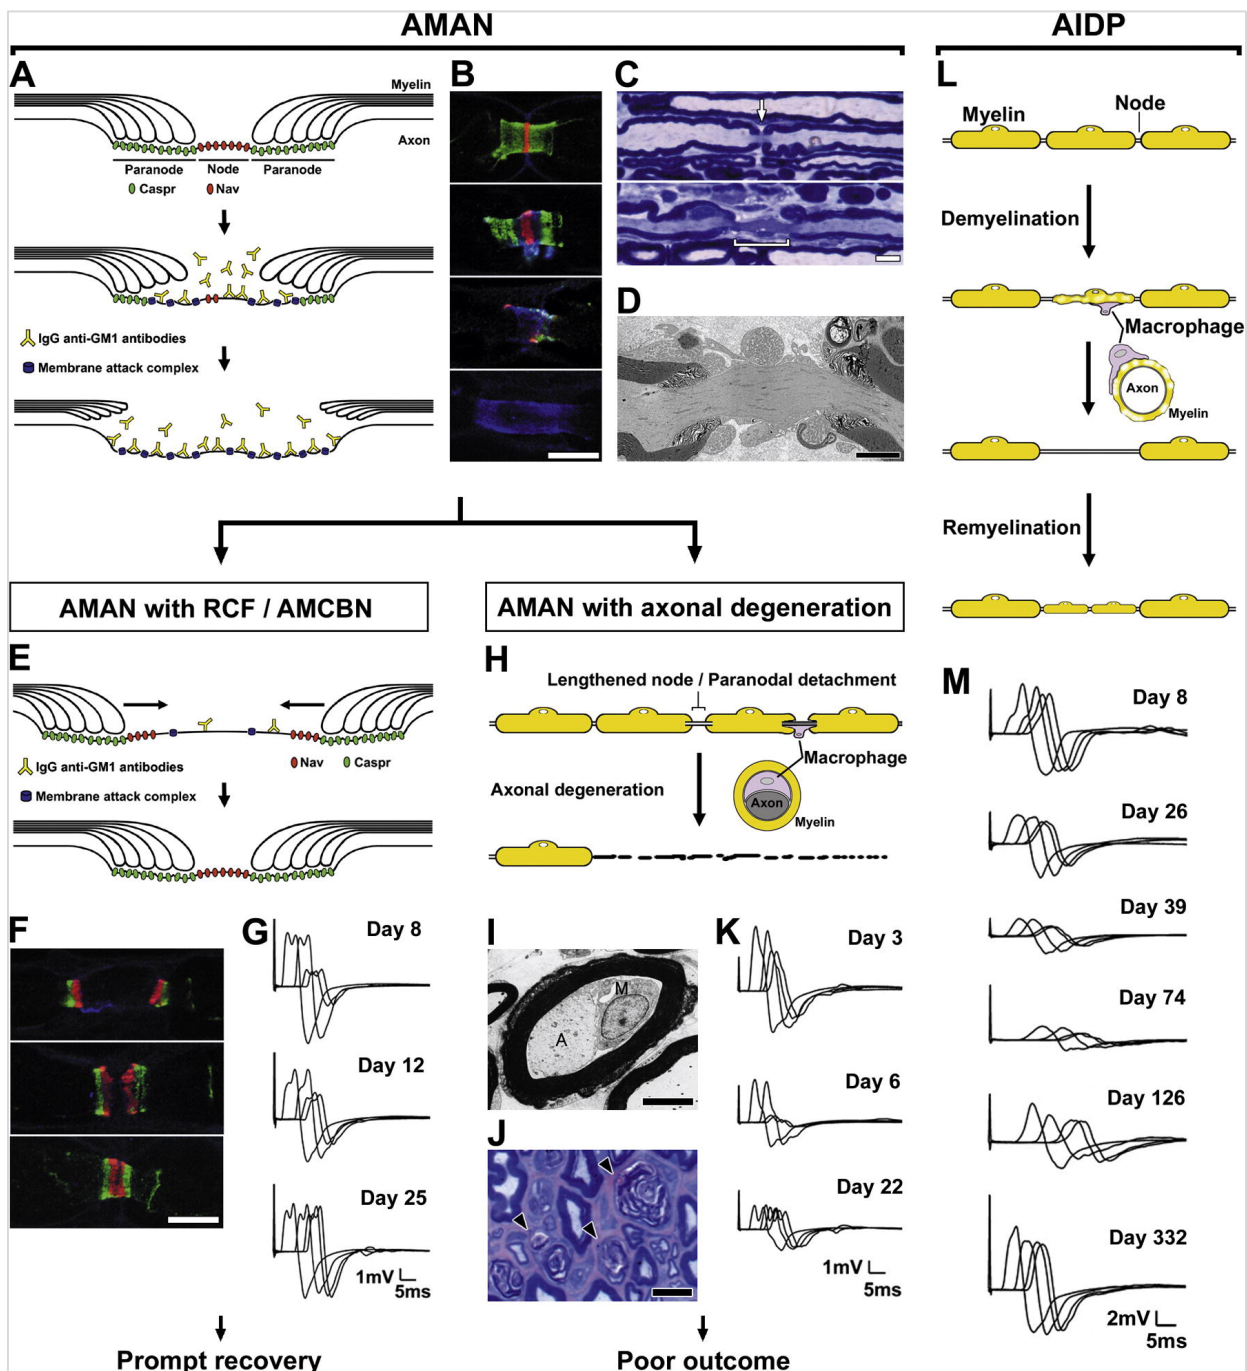 AMAN
AIDP
A
Myelin
Axon
Paranode
Node
Paranode
Caspr
Nav
IgG anti-GM1 antibodies
Membrane attack complex
B
C
D
L
Myelin
Node
Demyelination
Macrophage
Axon
Myelin
Remyelination
AMAN with RCF / AMCBN
AMAN with axonal degeneration
E
IgG anti-GM1 antibodies
Membrane attack complex
Nav
Caspr
H
Lengthened node / Paranodal detachment
Macrophage
Axonal degeneration
Axon
Myelin
F
G
Day 8
Day 12
Day 25
1mV
5ms
I
M
A
J
K
Day 3
Day 6
Day 22
1mV
5ms
M
Day 8
Day 26
Day 39
Day 74
Day 126
Day 332
2mV
5ms
Prompt recovery
Poor outcome